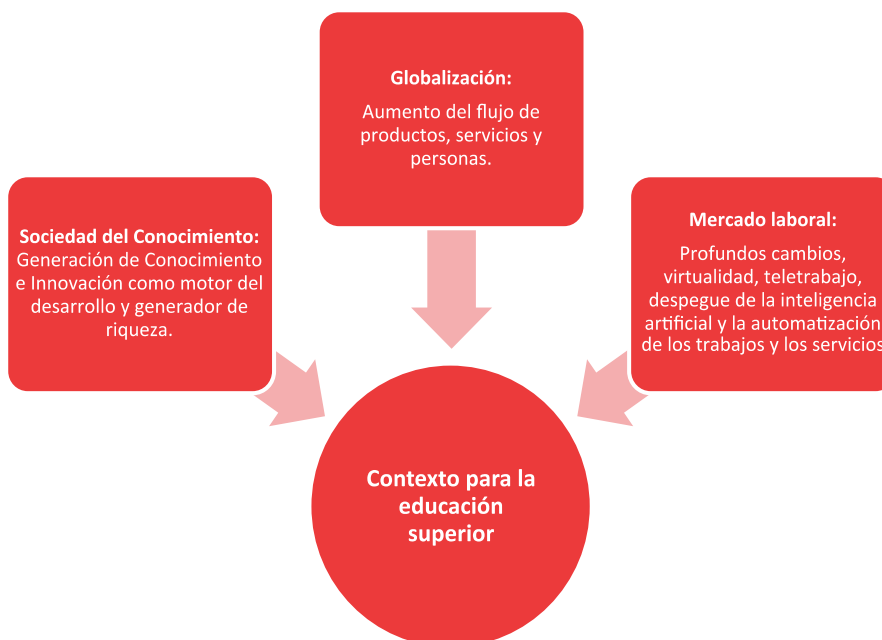 Globalización:
Aumento del flujo de
productos, servicios y
personas.
Sociedad del Conocimiento:
Generación de Conocimiento
e Innovación como motor del
desarrollo y generador de
riqueza.
Mercado laboral:
Profundos cambios,
virtualidad, teletrabajo,
despegue de la inteligencia
artificial y la automatización
de los trabajos y los servicios
Contexto para la
educación
superior